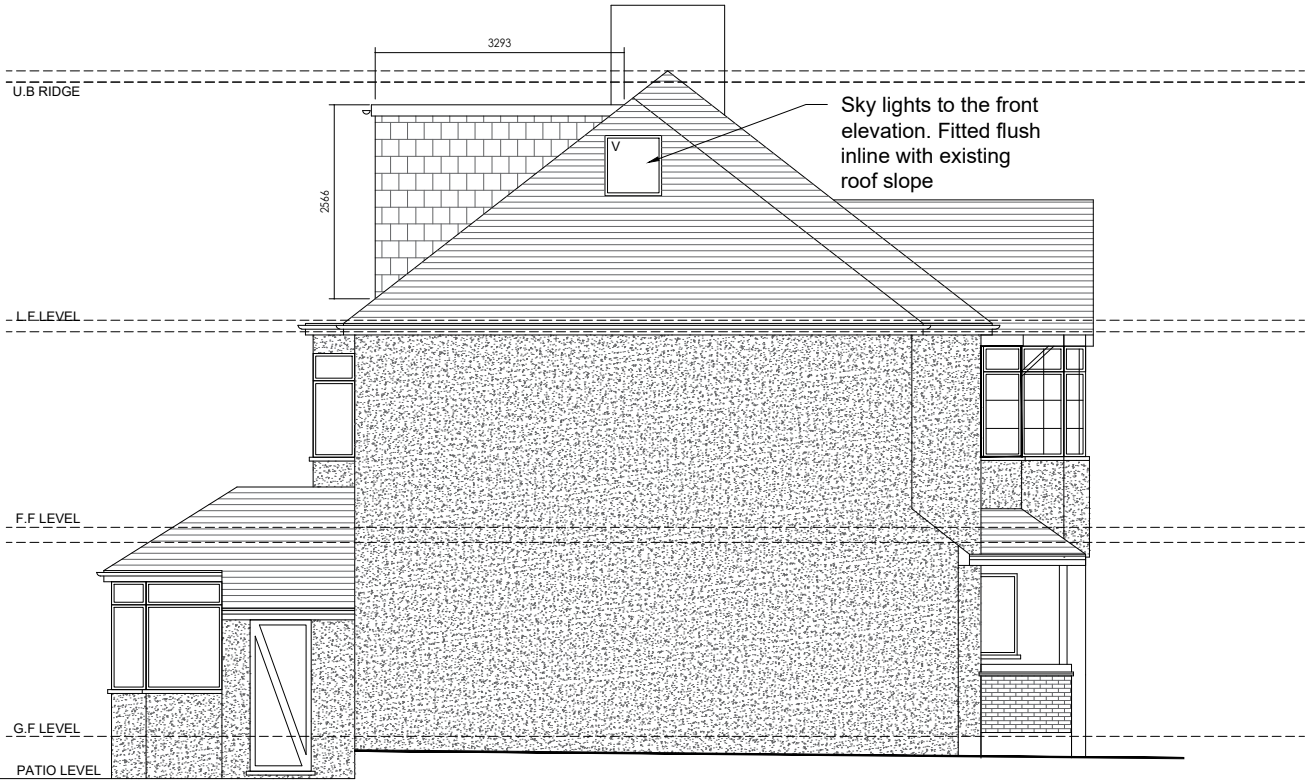 3293
U.B RIDGE
Sky lights to the front
elevation. Fitted flush
inline with existing
roof slope
V
2566
L.F LEVEL
F.F LEVEL
G.F LEVEL
PATIO LEVEL